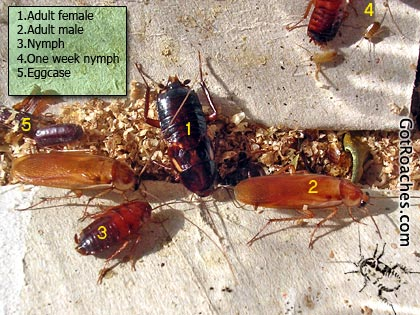 1.Adult female
2.Adult male
3.Nymph
4.One week nymph
5.Eggcase
4
5
1
2
3
GotRoaches.com